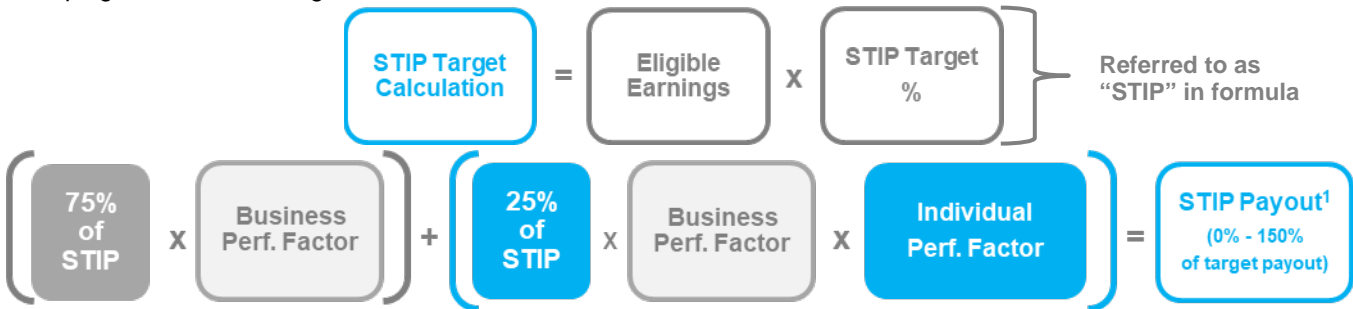 STIP Target
Calculation
=
Eligible
Earnings
x
STIP Target
%
Referred to as
“STIP” in formula
75%
of
STIP
x
Business
Perf. Factor
+
25%
of
STIP
x
Business
Perf. Factor
x
Individual
Perf. Factor
=
STIP Payout¹
(0% - 150%
of target payout)